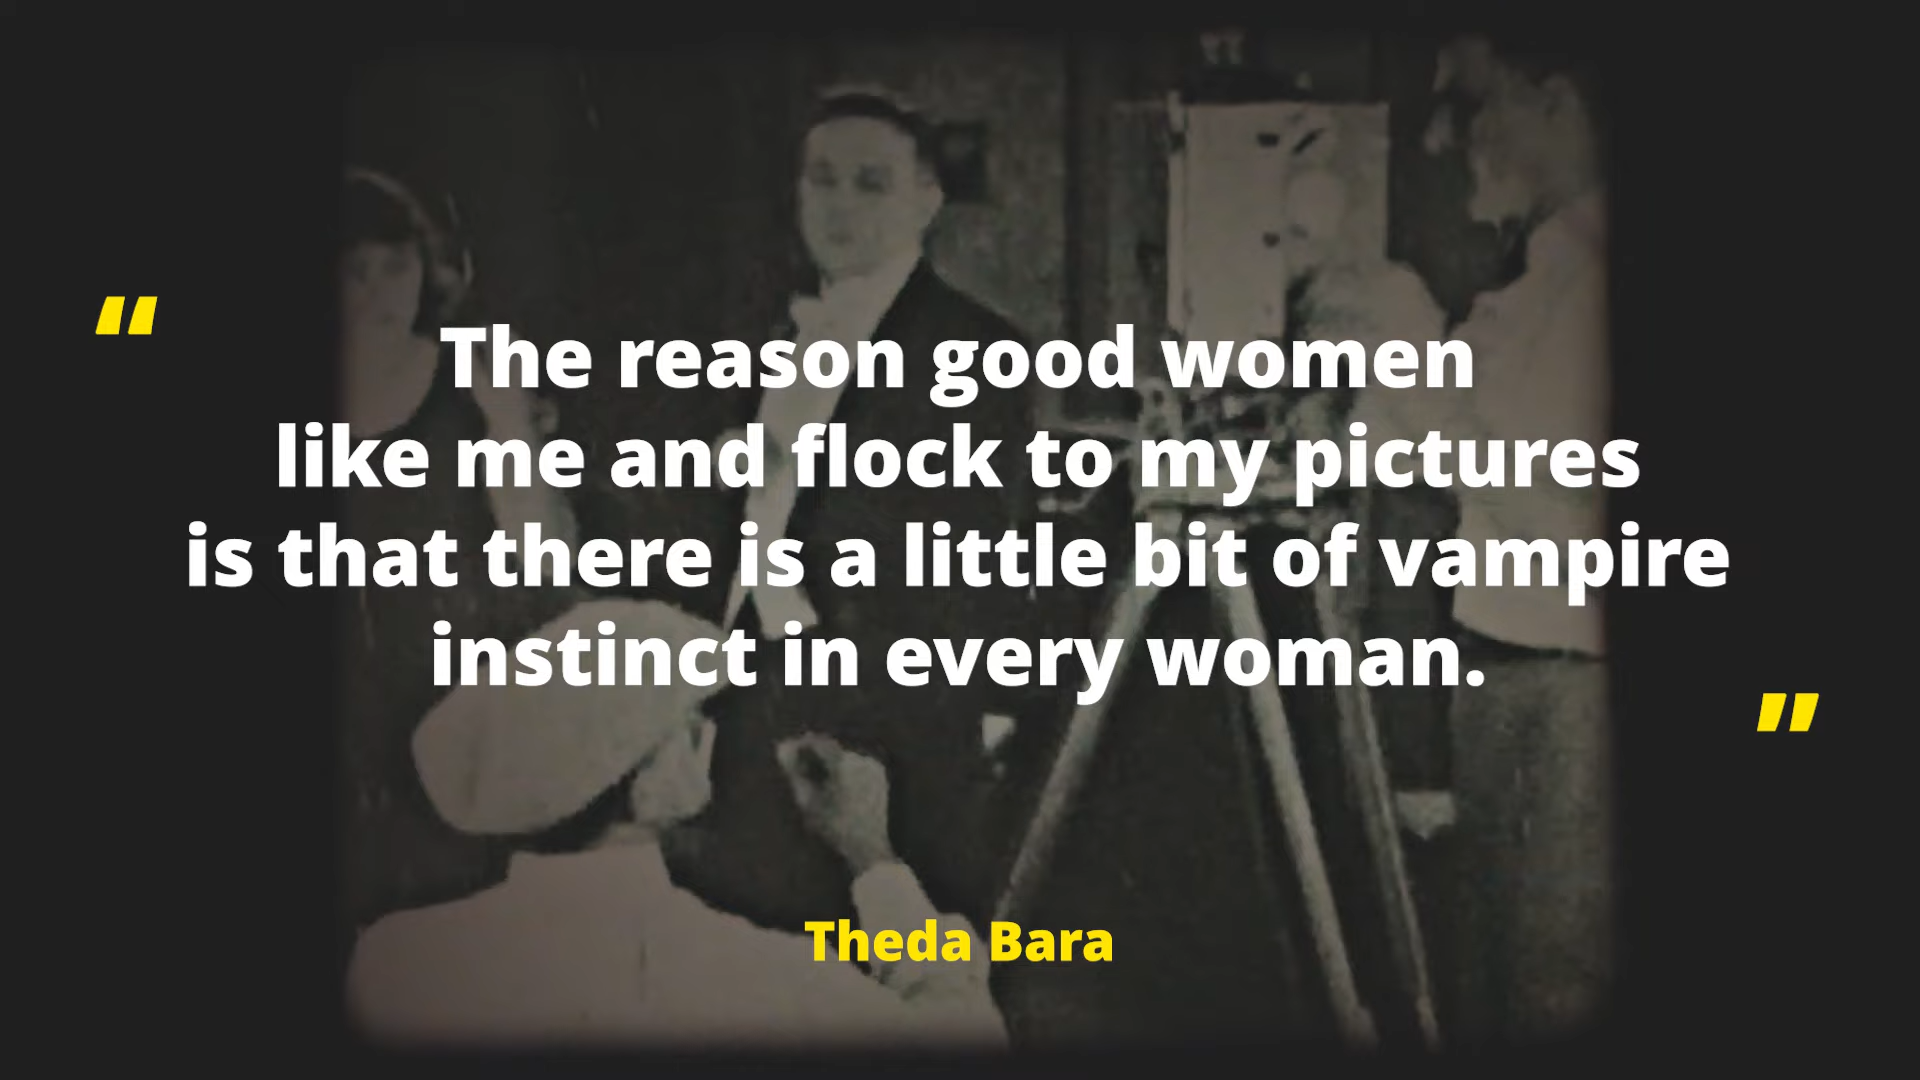 “
The reason good women
like me and flock to my pictures
is that there is a little bit of vampire
instinct in every woman.
”
Theda Bara